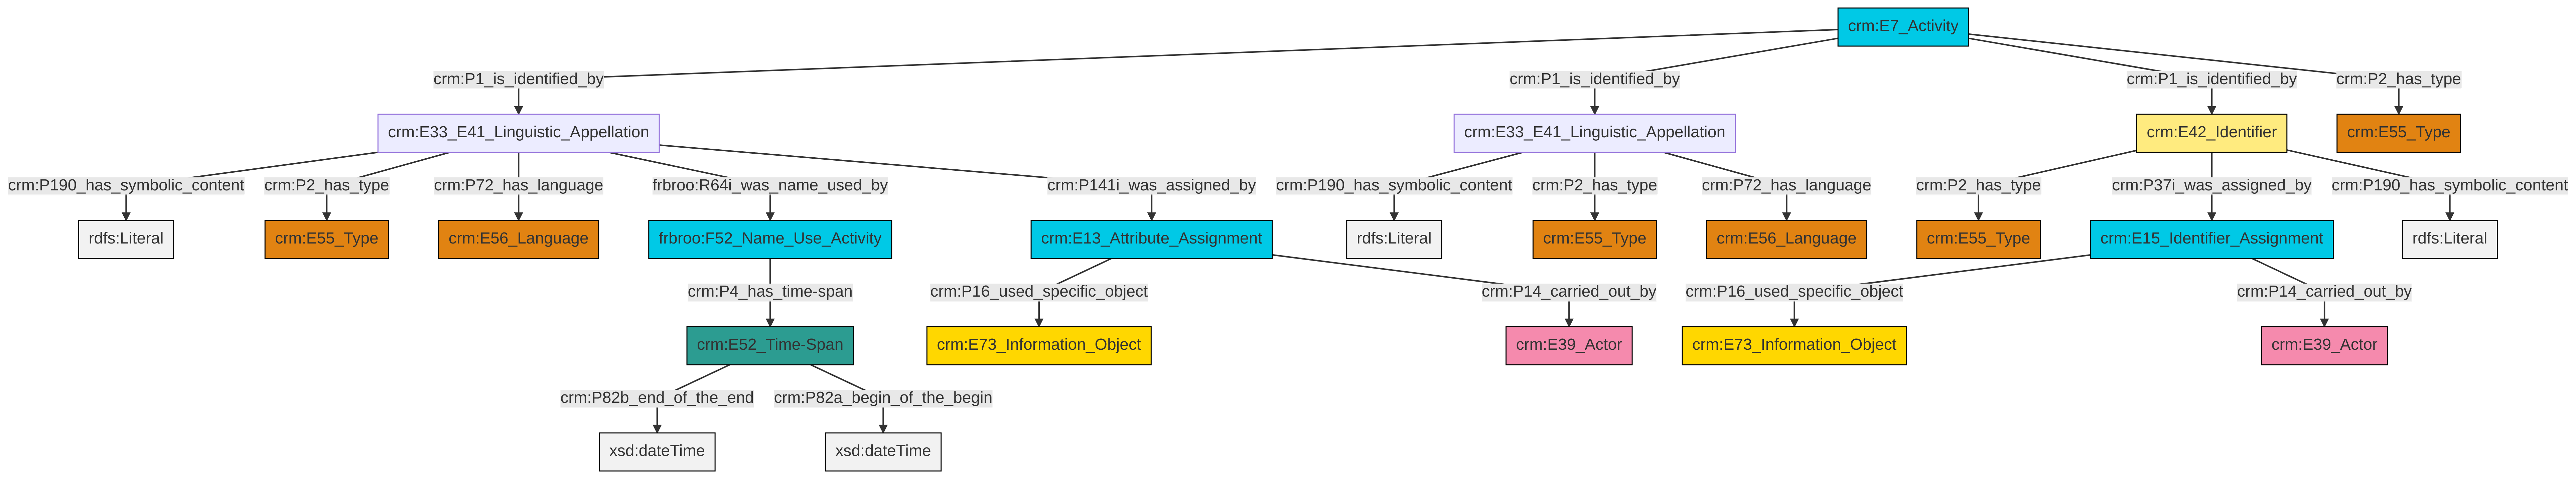 crm:E7_Activity
crm:P1_is_identified_by
crm:P1_is_identified_by
crm:P1_is_identified_by
crm:P2_has_type
crm:E33_E41_Linguistic_Appellation
crm:E33_E41_Linguistic_Appellation
crm:E42_Identifier
crm:E55_Type
crm:P190_has_symbolic_content
crm:P2_has_type
crm:P72_has_language
frbroo:R64i_was_name_used_by
crm:P141i_was_assigned_by
crm:P190_has_symbolic_content
crm:P2_has_type
crm:P72_has_language
crm:P2_has_type
crm:P37i_was_assigned_by
crm:P190_has_symbolic_content
rdfs:Literal
crm:E55_Type
crm:E56_Language
frbroo:F52_Name_Use_Activity
crm:E13_Attribute_Assignment
rdfs:Literal
crm:E55_Type
crm:E56_Language
crm:E55_Type
crm:E15_Identifier_Assignment
rdfs:Literal
crm:P4_has_time-span
crm:P16_used_specific_object
crm:P14_carried_out_by
crm:P16_used_specific_object
crm:P14_carried_out_by
crm:E52_Time-Span
crm:E73_Information_Object
crm:E39_Actor
crm:E73_Information_Object
crm:E39_Actor
crm:P82b_end_of_the_end
crm:P82a_begin_of_the_begin
xsd:dateTime
xsd:dateTime